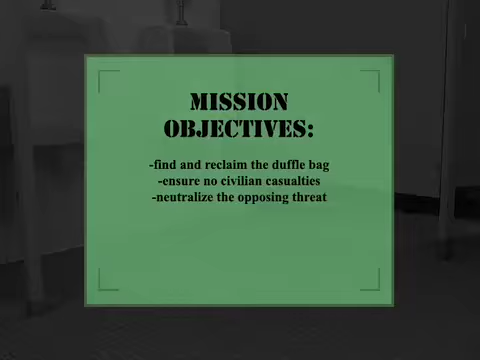 MISSION
OBJECTIVES:
-find and reclaim the duffle bag
-ensure no civilian casualties
-neutralize the opposing threat